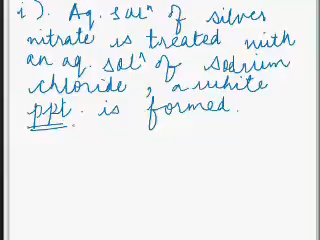 i). Aq. solⁿ of silver
nitrate is treated with
an aq. solⁿ of sodium
chloride, a white
ppt. is formed.